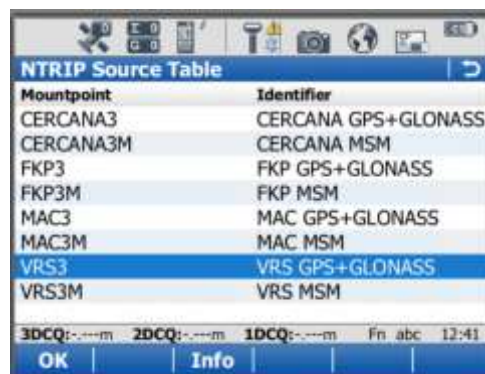 NTRIP Source Table
Mountpoint Identifier
CERCANA3 CERCANA GPS+GLONASS
CERCANA3M CERCANA MSM
FKP3 FKP GPS+GLONASS
FKP3M FKP MSM
MAC3 MAC GPS+GLONASS
MAC3M MAC MSM
VRS3 VRS GPS+GLONASS
VRS3M VRS MSM
3DCQ:-.---m 2DCQ:-.---m 1DCQ:-.---m Fn abc 12:41
OK Info